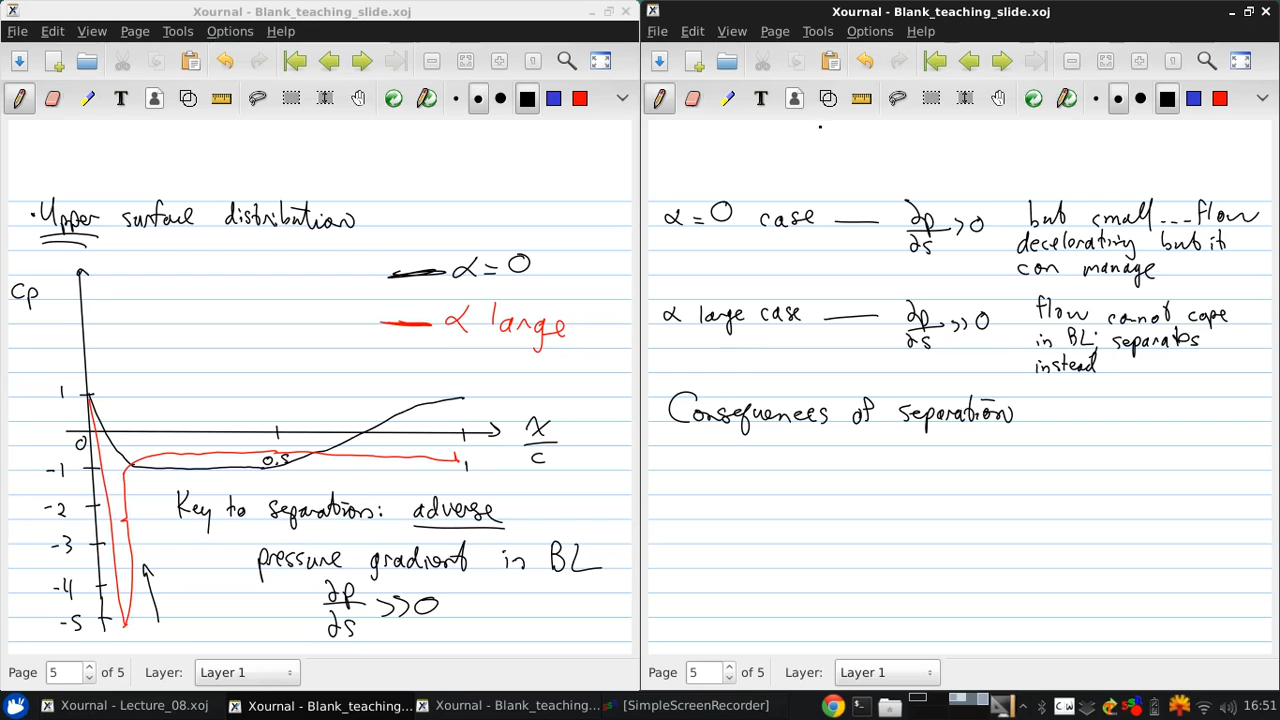 Xournal - Blank_teaching_slide.xoj
File Edit View Page Tools Options Help
· Upper surface distribution
α = 0
α large
Cp
1
0
-1
-2
-3
-4
-5
0.5
1
x
c
Key to separation: adverse
pressure gradient in BL
∂p/∂s >> 0
Page 5 of 5 Layer: Layer 1
Xournal - Blank_teaching_slide.xoj
File Edit View Page Tools Options Help
α = 0 case — ∂p/∂s > 0 but small...flow
decelerating but it
can manage
α large case — ∂p/∂s >> 0 flow cannot cope
in BL; separates
instead
Consequences of separation
Page 5 of 5 Layer: Layer 1
Xournal - Lecture_08.xoj Xournal - Blank_teaching.... Xournal - Blank_teaching... [SimpleScreenRecorder] 16:51